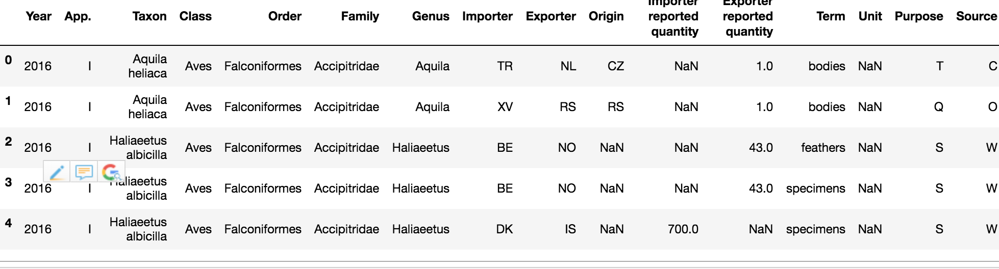 Importer Exporter
Year App. Taxon Class Order Family Genus Importer Exporter Origin reported reported Term Unit Purpose Source
quantity quantity
0 2016 I Aquila heliaca Aves Falconiformes Accipitridae Aquila TR NL CZ NaN 1.0 bodies NaN T C
1 2016 I Aquila heliaca Aves Falconiformes Accipitridae Aquila XV RS RS NaN 1.0 bodies NaN Q O
2 2016 I Haliaeetus albicilla Aves Falconiformes Accipitridae Haliaeetus BE NO NaN NaN 43.0 feathers NaN S W
3 2016 I Haliaeetus albicilla Aves Falconiformes Accipitridae Haliaeetus BE NO NaN NaN 43.0 specimens NaN S W
4 2016 I Haliaeetus albicilla Aves Falconiformes Accipitridae Haliaeetus DK IS NaN 700.0 NaN specimens NaN S W